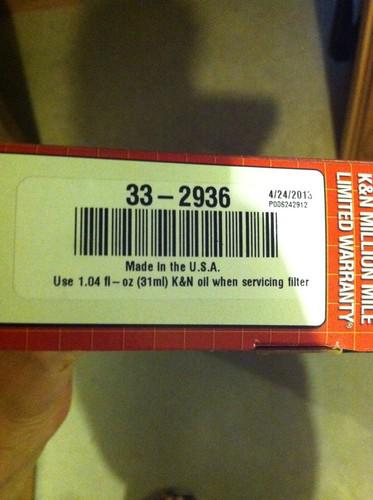 33-2936
4/24/2013
P006242912
Made in the U.S.A.
Use 1.04 fl-oz (31ml) K&N oil when servicing filter
K&N MILLION MILE
LIMITED WARRANTY®